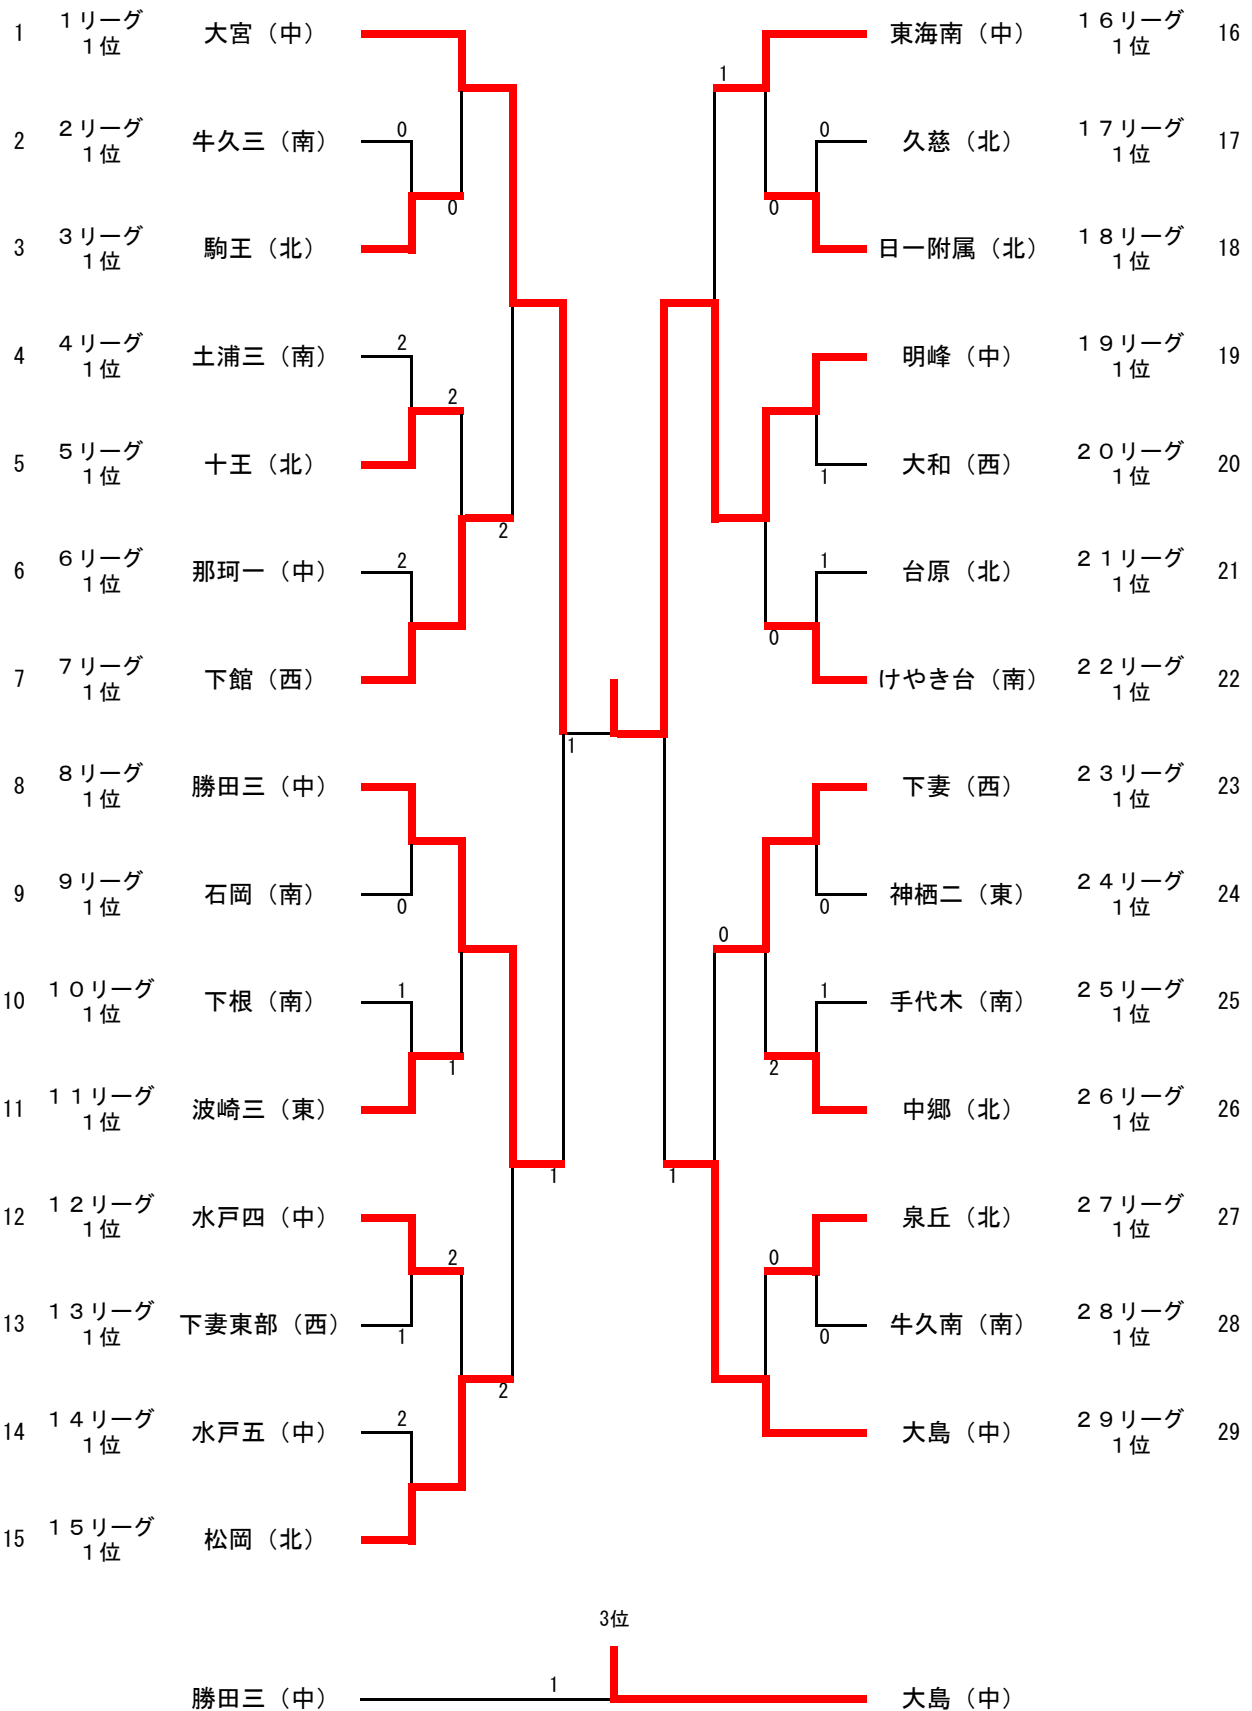 1 １リーグ１位 大宮（中）
東海南（中） １６リーグ１位 16
1
2 ２リーグ１位 牛久三（南） 0
0 久慈（北） １７リーグ１位 17
0
0
3 ３リーグ１位 駒王（北）
日一附属（北） １８リーグ１位 18
4 ４リーグ１位 土浦三（南） 2
明峰（中） １９リーグ１位 19
2
5 ５リーグ１位 十王（北）
1 大和（西） ２０リーグ１位 20
2
6 ６リーグ１位 那珂一（中） 2
1 台原（北） ２１リーグ１位 21
0
7 ７リーグ１位 下館（西）
けやき台（南） ２２リーグ１位 22
1
8 ８リーグ１位 勝田三（中）
下妻（西） ２３リーグ１位 23
9 ９リーグ１位 石岡（南） 0
0 神栖二（東） ２４リーグ１位 24
0
10 １０リーグ１位 下根（南） 1
1 手代木（南） ２５リーグ１位 25
1
2
11 １１リーグ１位 波崎三（東）
中郷（北） ２６リーグ１位 26
1
1
12 １２リーグ１位 水戸四（中）
泉丘（北） ２７リーグ１位 27
2
0
13 １３リーグ１位 下妻東部（西） 1
0 牛久南（南） ２８リーグ１位 28
2
14 １４リーグ１位 水戸五（中） 2
大島（中） ２９リーグ１位 29
15 １５リーグ１位 松岡（北）
3位
勝田三（中） 1 大島（中）